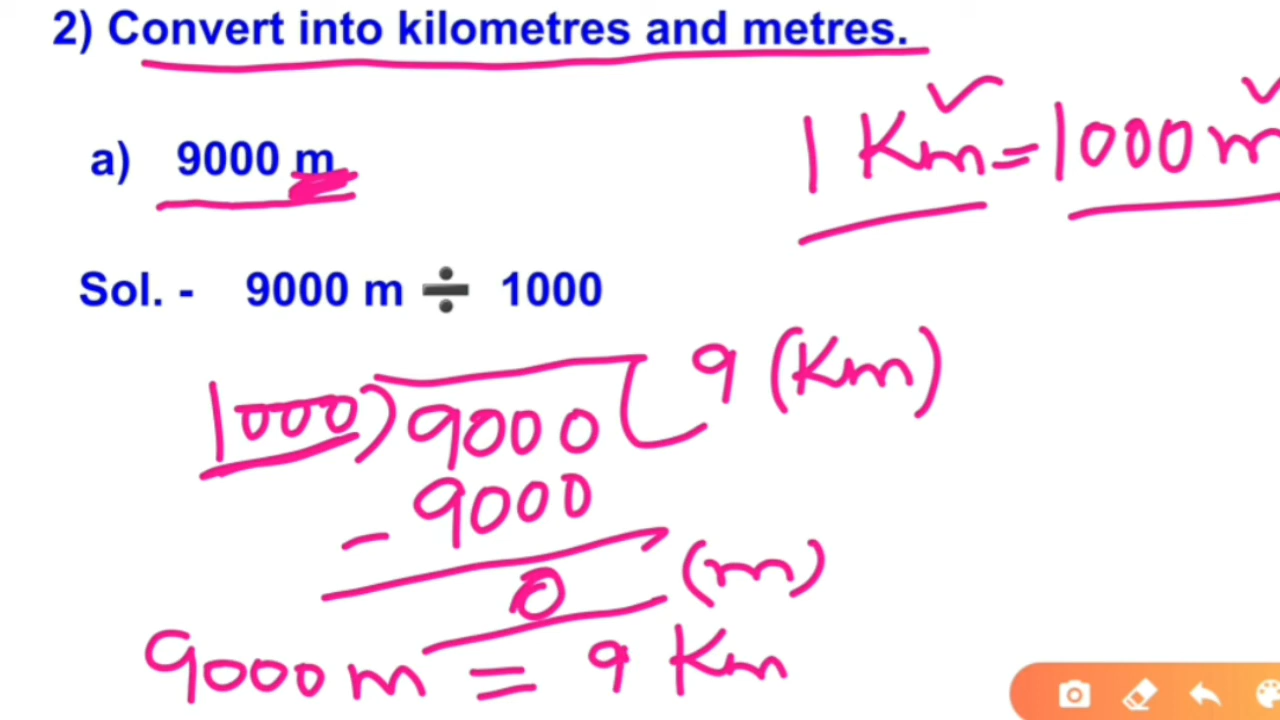 2) Convert into kilometres and metres.
1 Km = 1000 m
a) 9000 m
Sol. - 9000 m ÷ 1000
1000) 9000 ( 9 (Km)
- 9000
0 (m)
9000 m = 9 Km